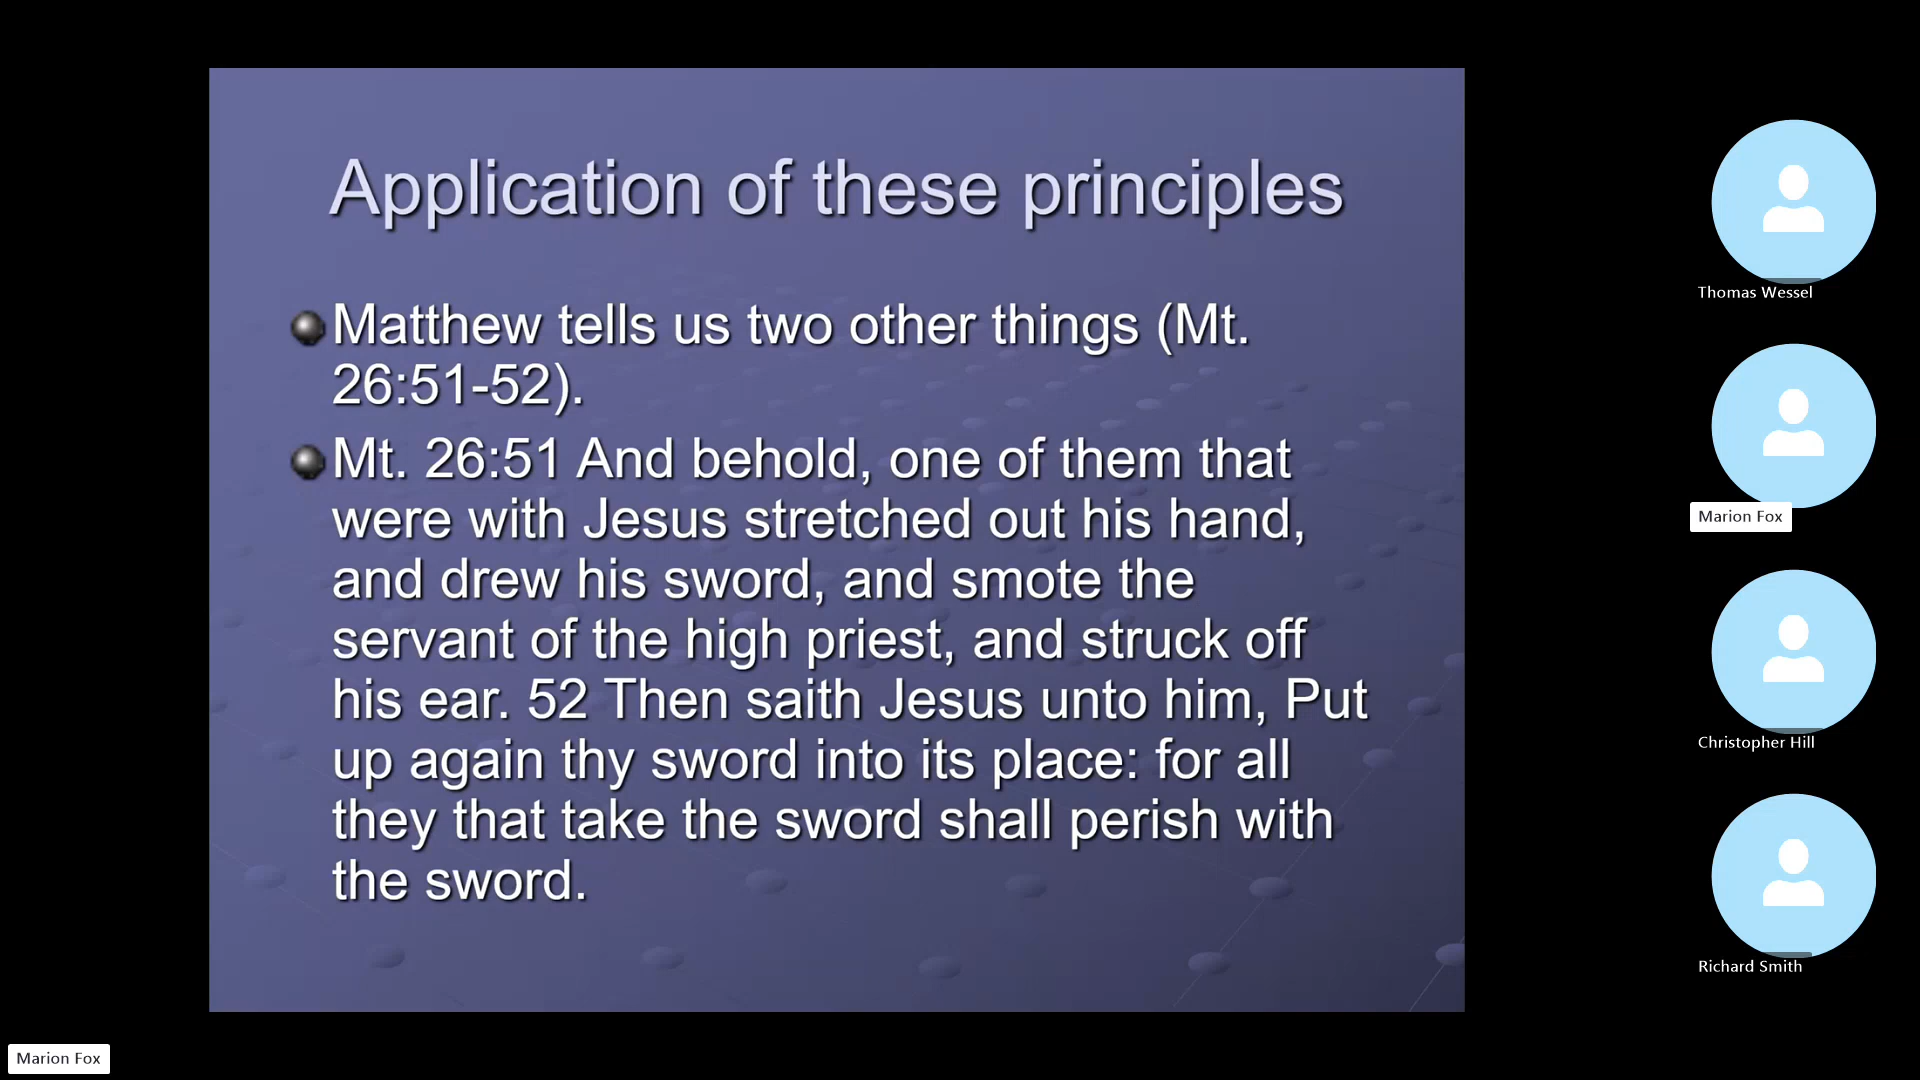 Application of these principles
Matthew tells us two other things (Mt.
26:51-52).
Mt. 26:51 And behold, one of them that
were with Jesus stretched out his hand,
and drew his sword, and smote the
servant of the high priest, and struck off
his ear. 52 Then saith Jesus unto him, Put
up again thy sword into its place: for all
they that take the sword shall perish with
the sword.
Thomas Wessel
Marion Fox
Christopher Hill
Richard Smith
Marion Fox